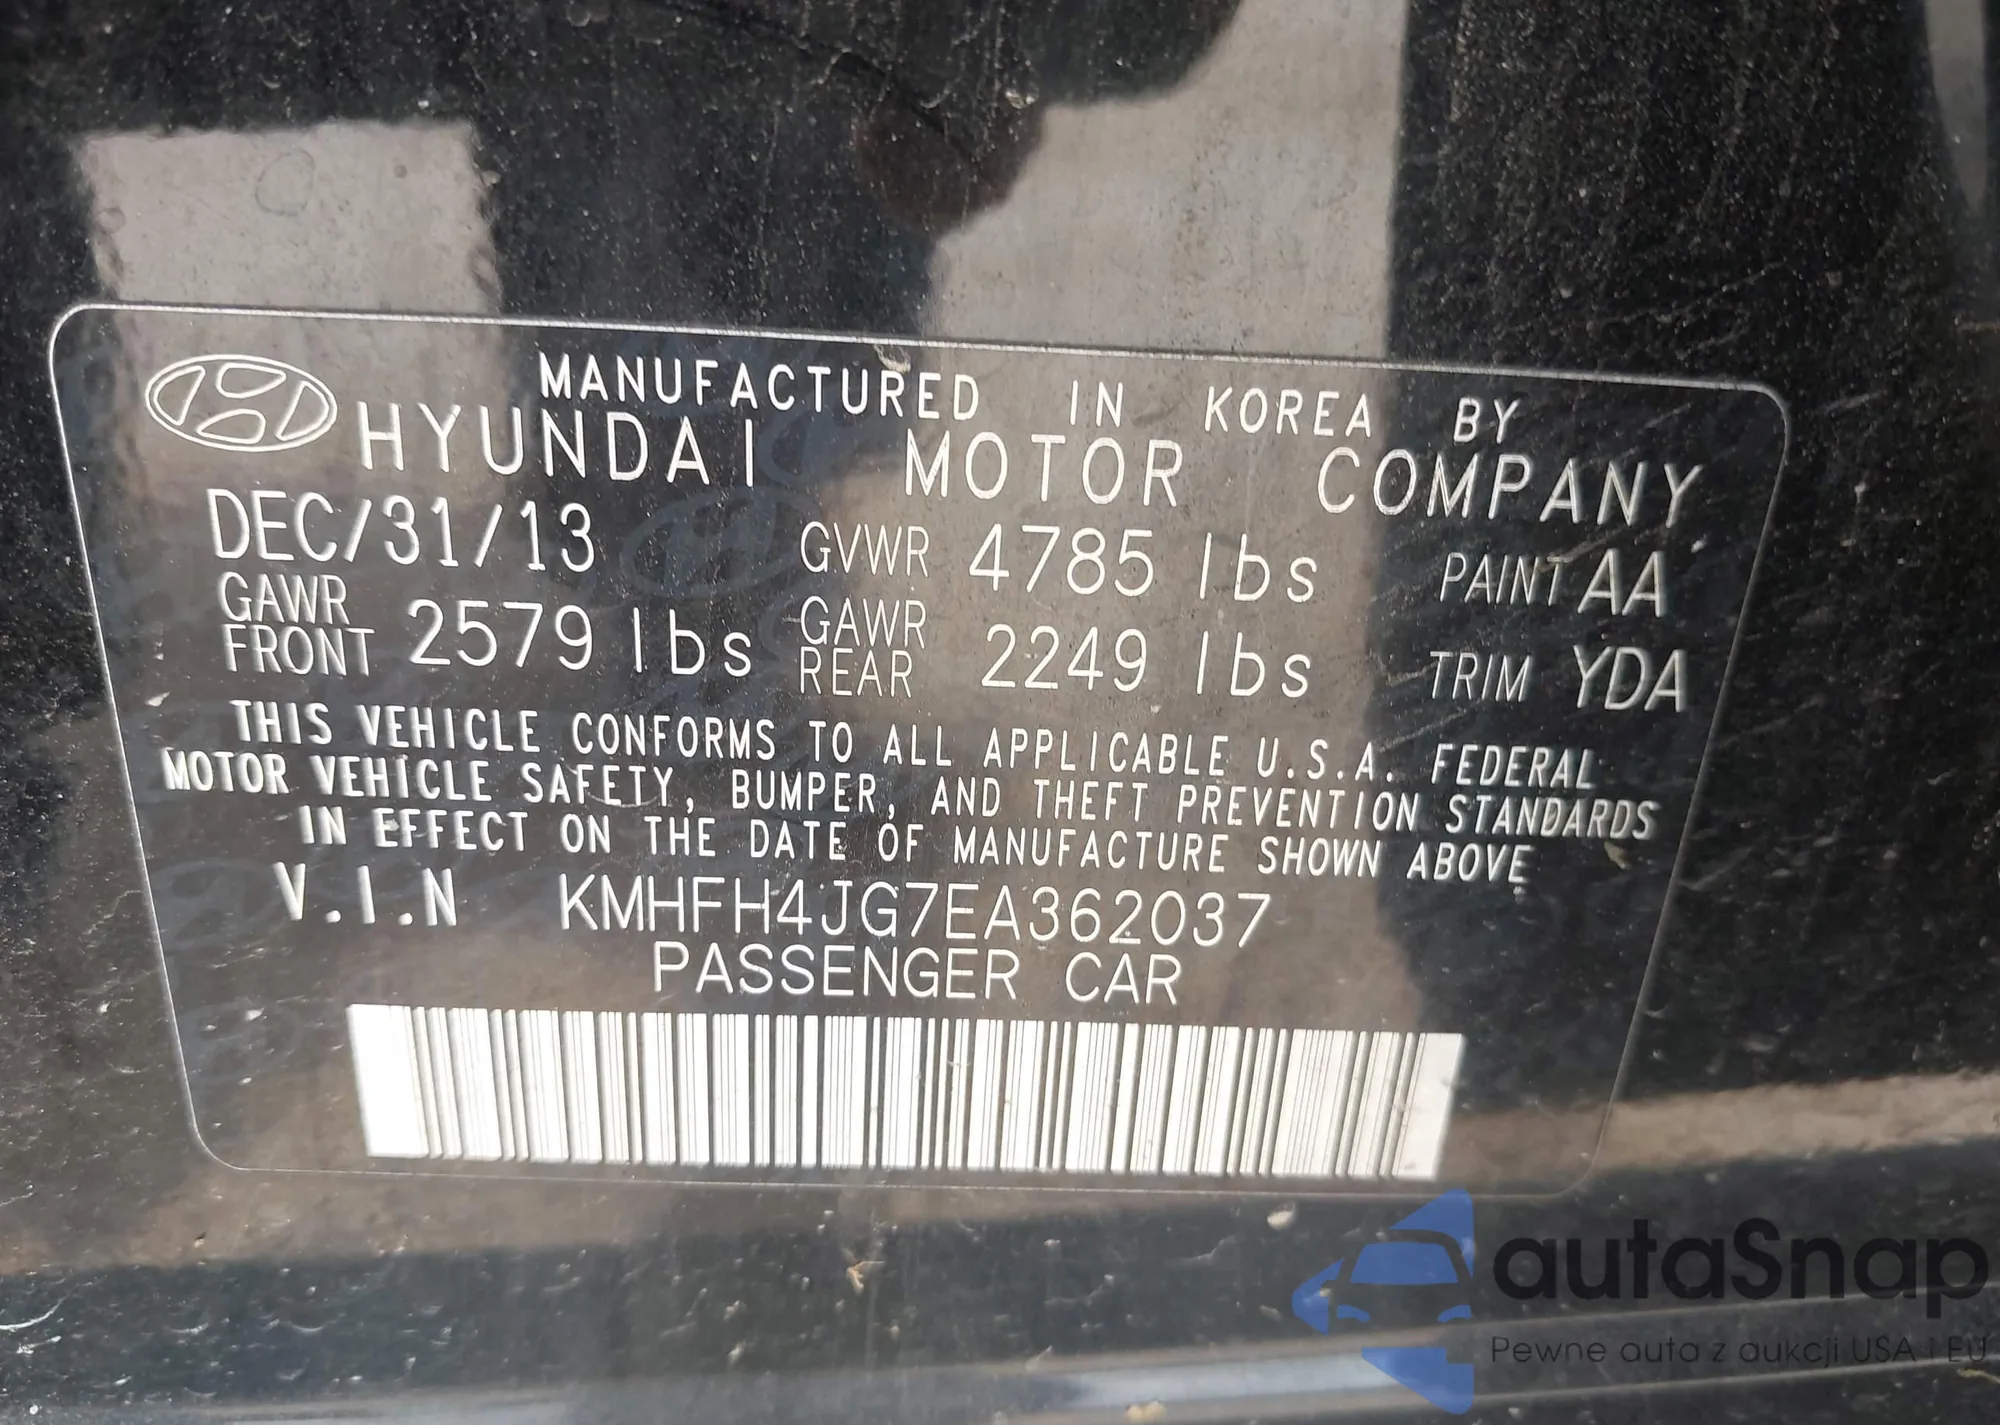 MANUFACTURED IN KOREA BY
HYUNDAI MOTOR COMPANY
DEC/31/13 GVWR 4785 lbs PAINT AA
GAWR FRONT 2579 lbs GAWR REAR 2249 lbs TRIM YDA
THIS VEHICLE CONFORMS TO ALL APPLICABLE U.S.A. FEDERAL
MOTOR VEHICLE SAFETY, BUMPER, AND THEFT PREVENTION STANDARDS
IN EFFECT ON THE DATE OF MANUFACTURE SHOWN ABOVE
V.I.N KMHFH4JG7EA362037
PASSENGER CAR
autaSnap
Pewne auta z aukcji USA i EU